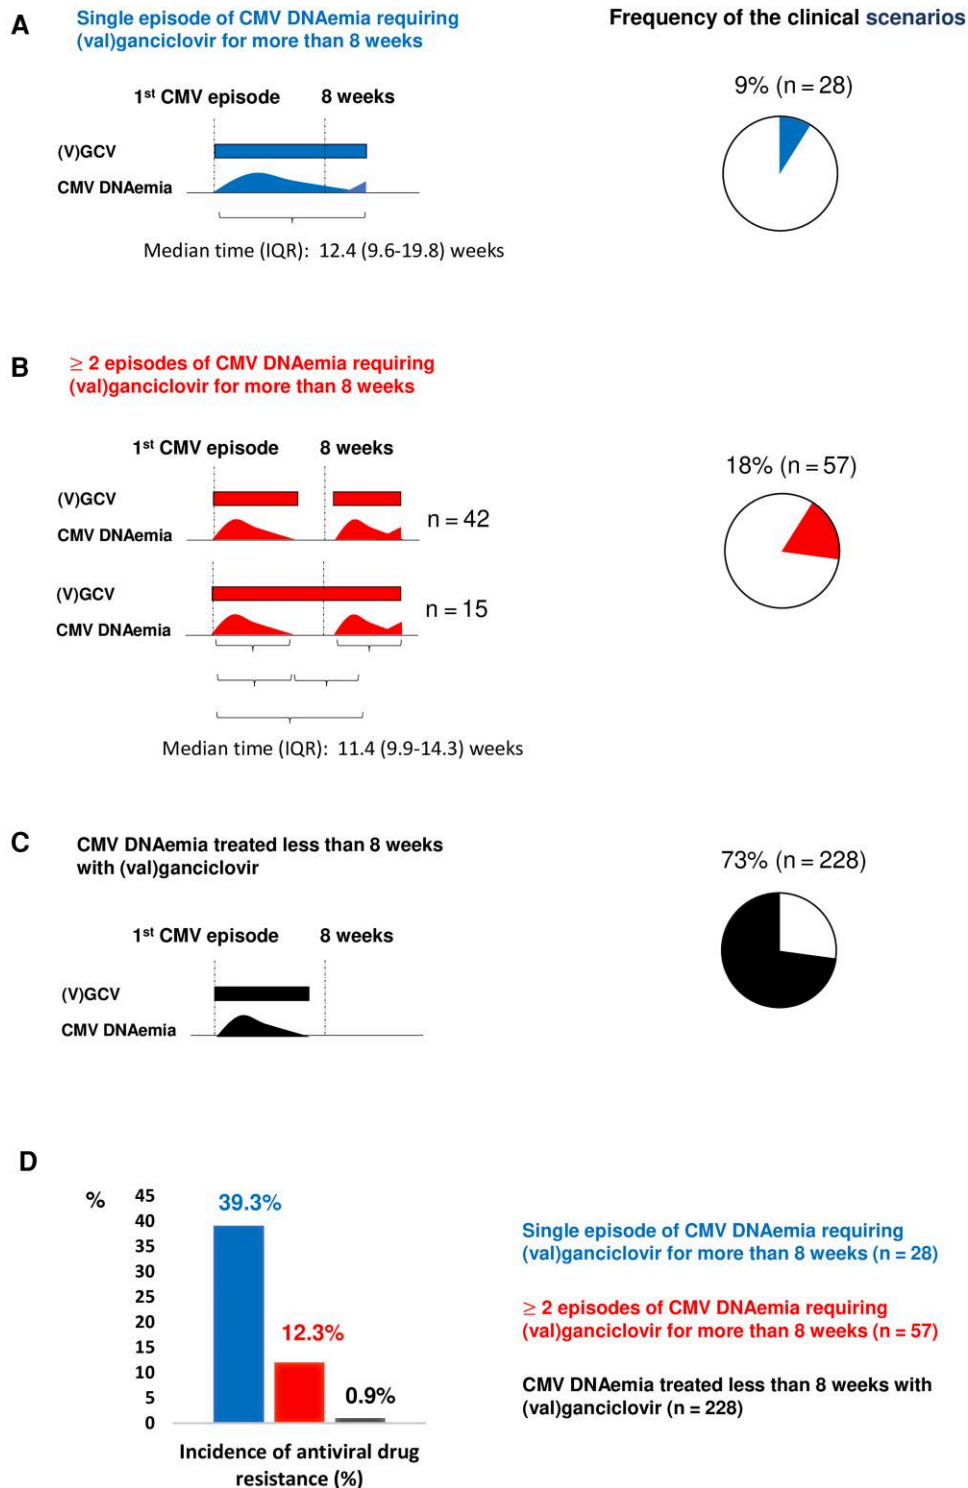 A
Single episode of CMV DNAemia requiring
(val)ganciclovir for more than 8 weeks
Frequency of the clinical scenarios
1st CMV episode
8 weeks
(V)GCV
CMV DNAemia
Median time (IQR): 12.4 (9.6-19.8) weeks
9% (n = 28)
B
≥ 2 episodes of CMV DNAemia requiring
(val)ganciclovir for more than 8 weeks
1st CMV episode
8 weeks
(V)GCV
CMV DNAemia
n = 42
(V)GCV
CMV DNAemia
n = 15
Median time (IQR): 11.4 (9.9-14.3) weeks
18% (n = 57)
C
CMV DNAemia treated less than 8 weeks
with (val)ganciclovir
1st CMV episode
8 weeks
(V)GCV
CMV DNAemia
73% (n = 228)
D
%
45
40
35
30
25
20
15
10
5
0
39.3%
12.3%
0.9%
Incidence of antiviral drug
resistance (%)
Single episode of CMV DNAemia requiring
(val)ganciclovir for more than 8 weeks (n = 28)
≥ 2 episodes of CMV DNAemia requiring
(val)ganciclovir for more than 8 weeks (n = 57)
CMV DNAemia treated less than 8 weeks with
(val)ganciclovir (n = 228)